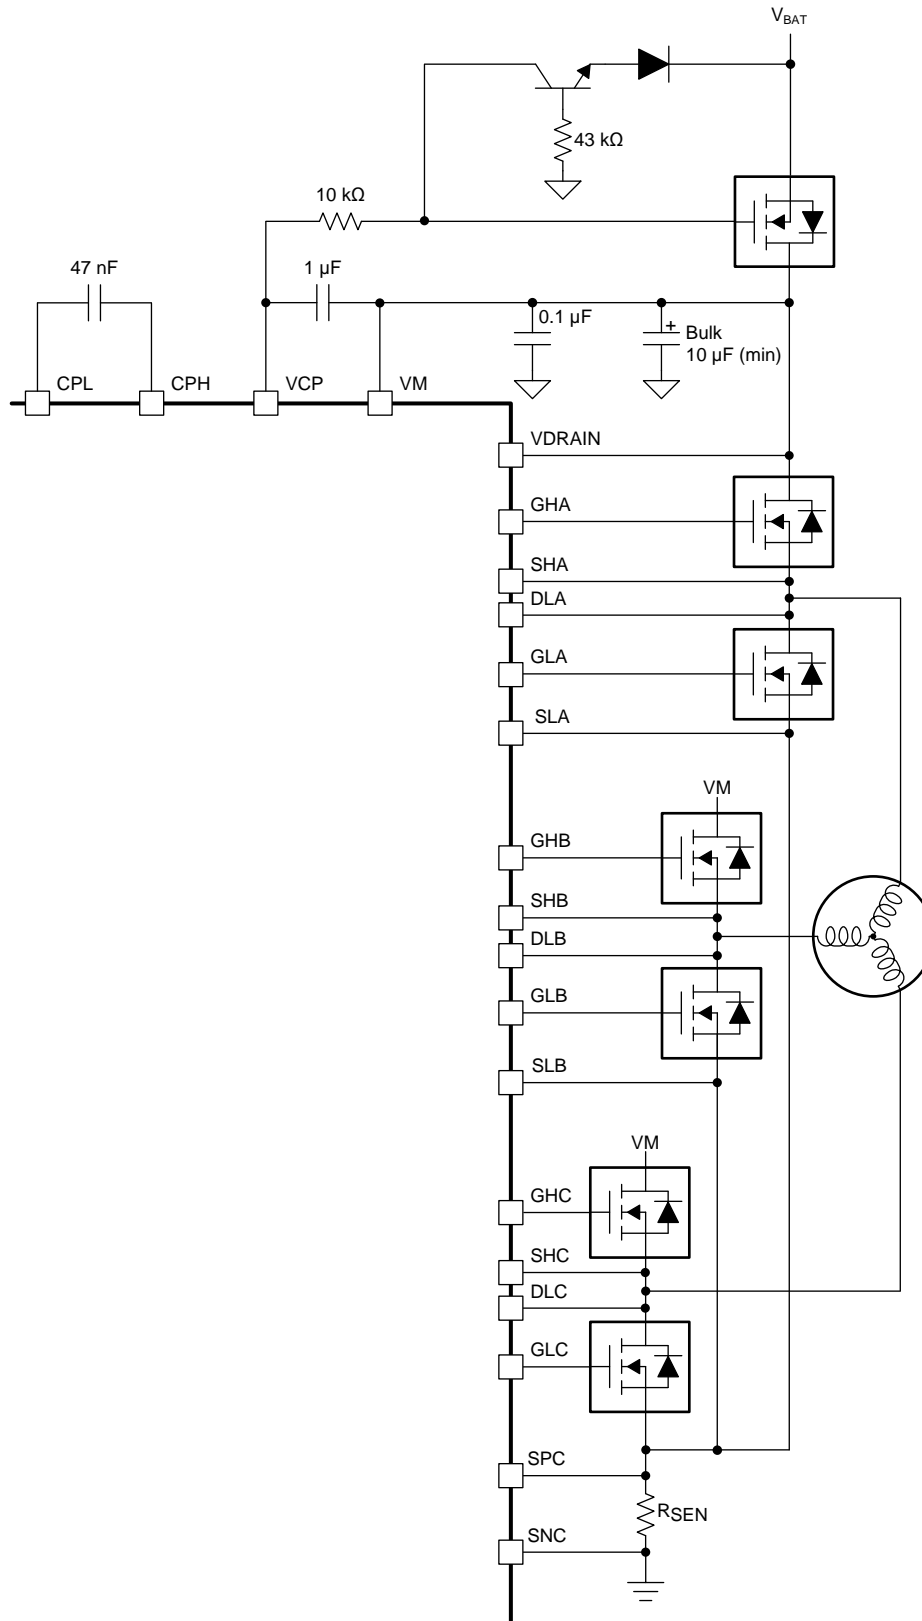 VBAT
43 kΩ
10 kΩ
47 nF
1 µF
0.1 µF
+ Bulk
10 µF (min)
CPL
CPH
VCP
VM
VDRAIN
GHA
SHA
DLA
GLA
SLA
VM
GHB
SHB
DLB
GLB
SLB
VM
GHC
SHC
DLC
GLC
SPC
RSEN
SNC